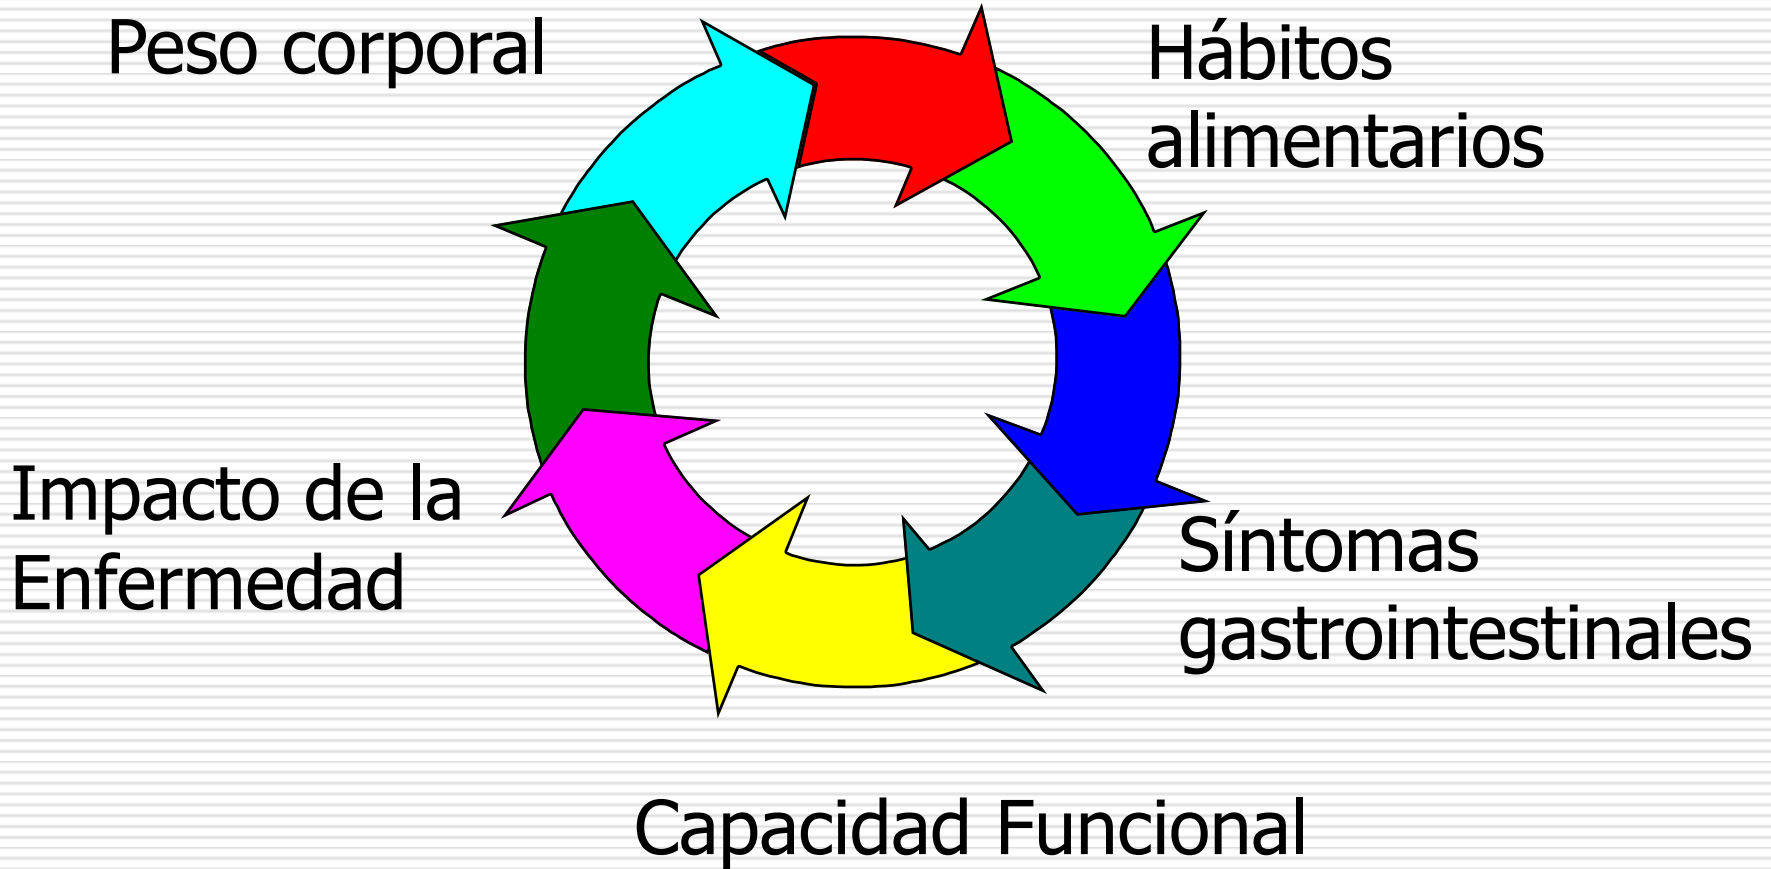 Peso corporal
Hábitos
alimentarios
Impacto de la
Enfermedad
Síntomas
gastrointestinales
Capacidad Funcional